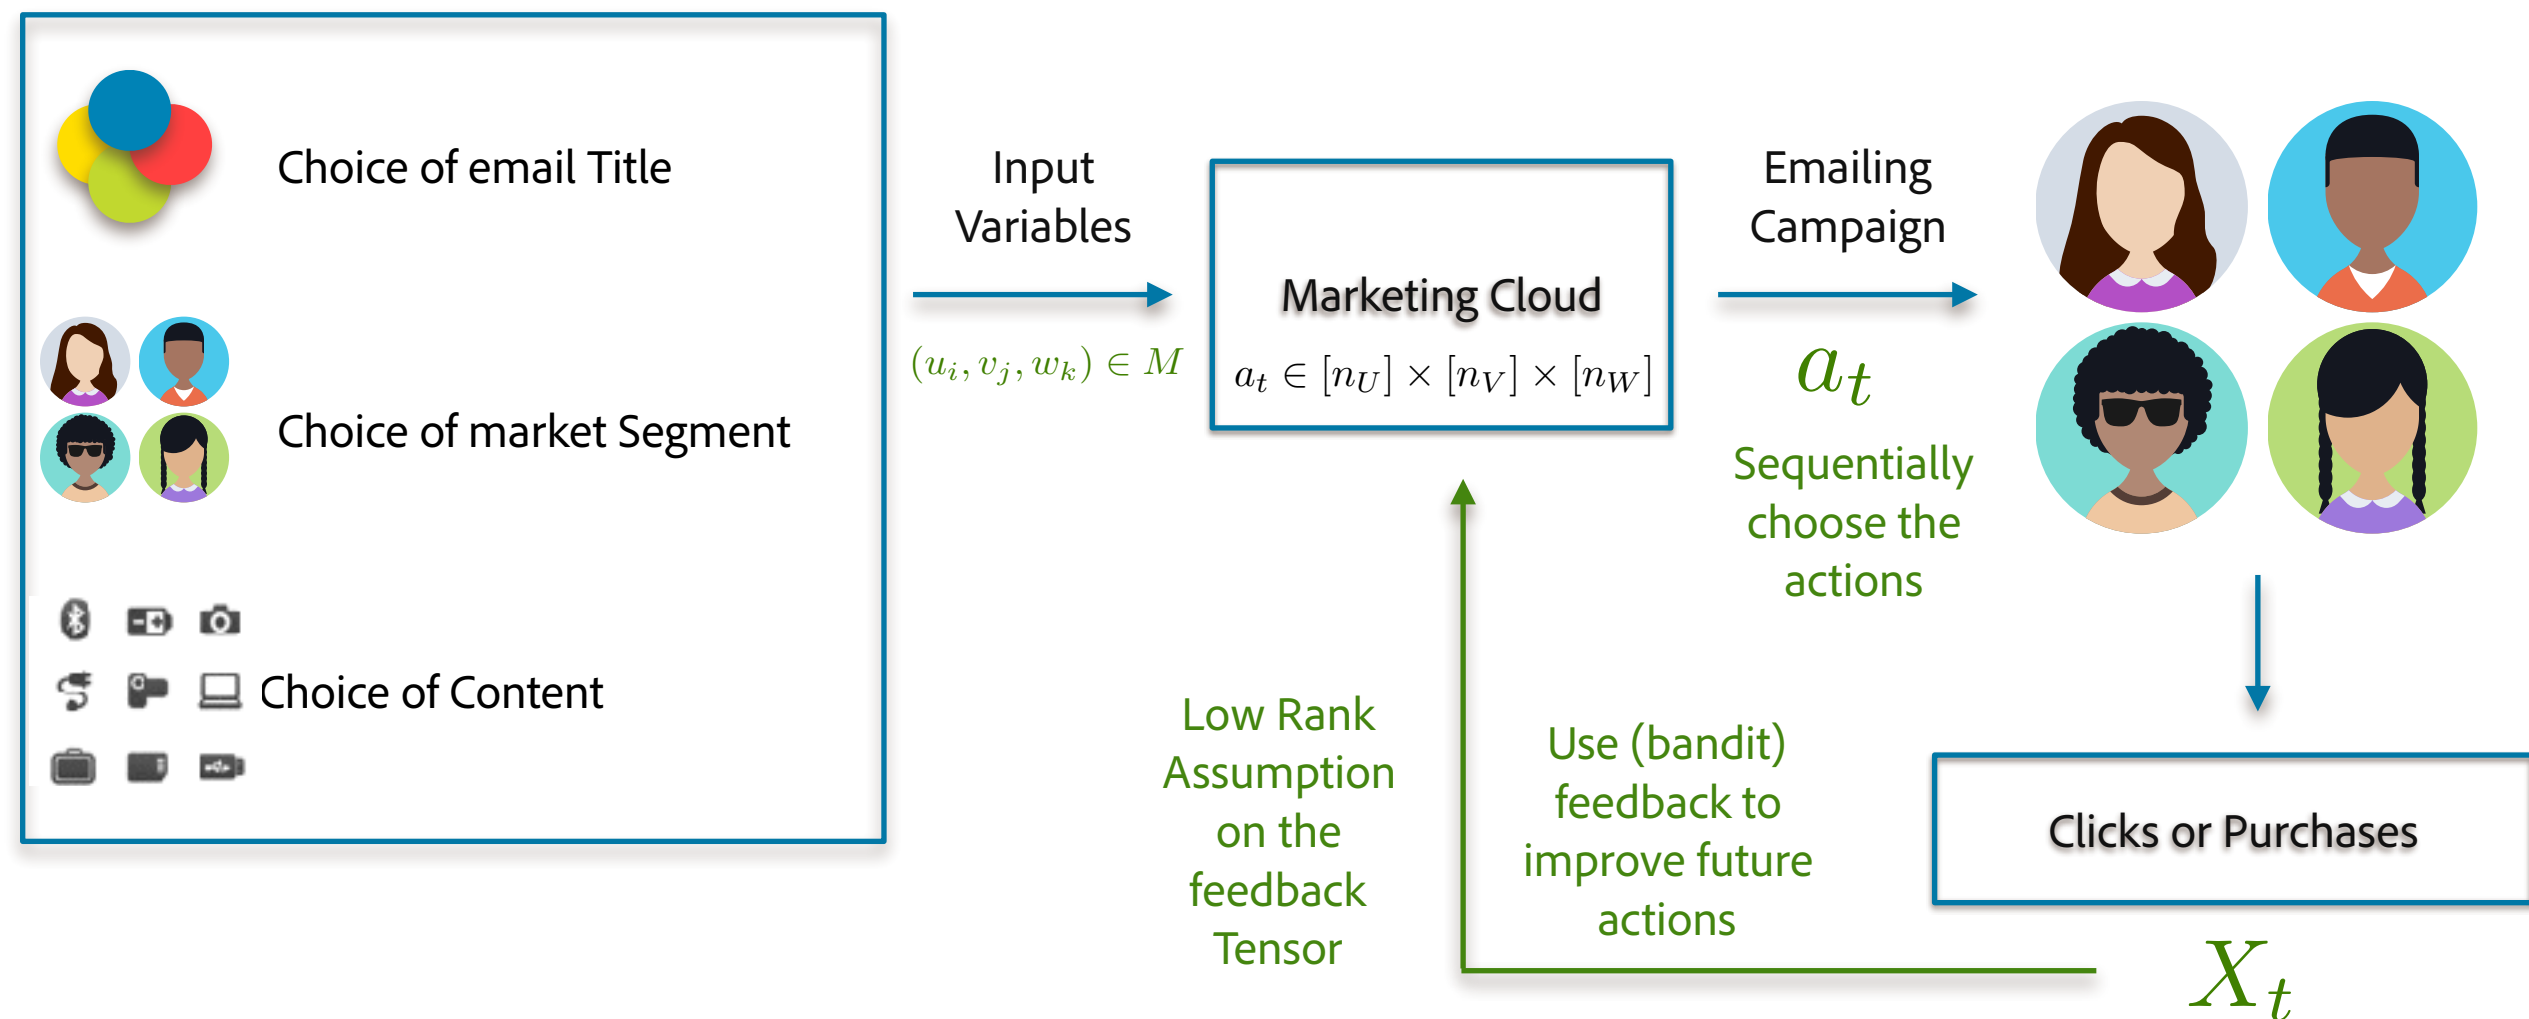 Choice of email Title
Choice of market Segment
Choice of Content
Input
Variables
(u_i, v_j, w_k) ∈ M
Marketing Cloud
a_t ∈ [n_U] × [n_V] × [n_W]
Emailing
Campaign
a_t
Sequentially
choose the
actions
Low Rank
Assumption
on the
feedback
Tensor
Use (bandit)
feedback to
improve future
actions
Clicks or Purchases
X_t